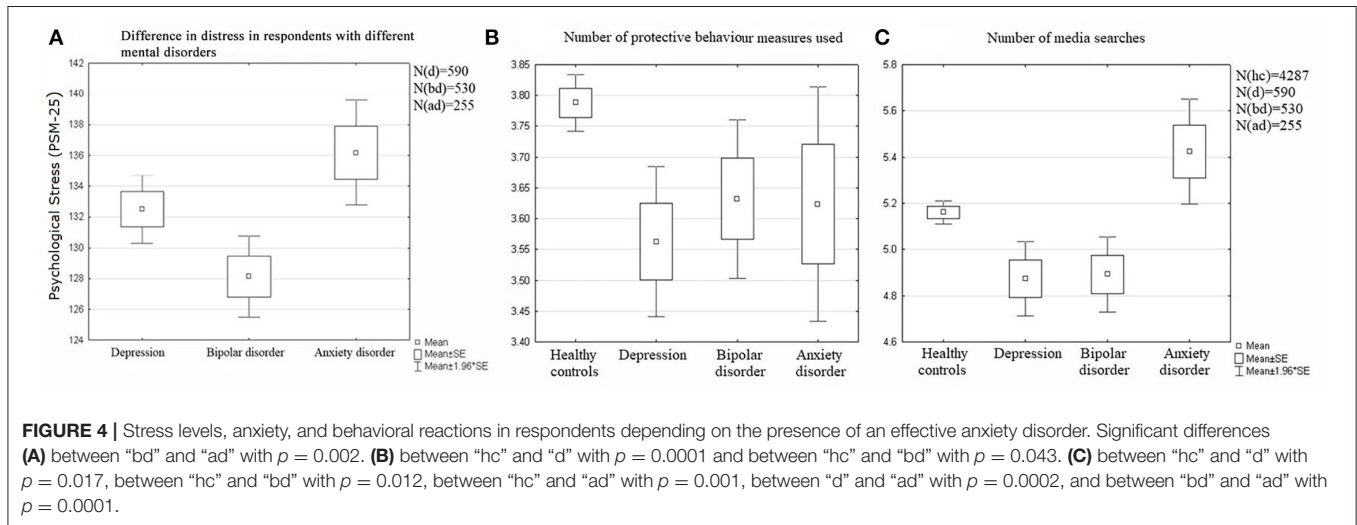 A
Difference in distress in respondents with different
mental disorders
Psychological Stress (PSM-25)
142
140
138
136
134
132
130
128
126
124
N(d)=590
N(bd)=530
N(ad)=255
Depression
Bipolar disorder
Anxiety disorder
Mean
Mean±SE
Mean±1.96*SE
B
Number of protective behaviour measures used
3.85
3.80
3.75
3.70
3.65
3.60
3.55
3.50
3.45
3.40
Healthy
controls
Depression
Bipolar
disorder
Anxiety
disorder
C
Number of media searches
5.8
5.6
5.4
5.2
5.0
4.8
4.6
N(hc)=4287
N(d)=590
N(bd)=530
N(ad)=255
Healthy
controls
Depression
Bipolar
disorder
Anxiety
disorder
Mean
Mean±SE
Mean±1.96*SE
FIGURE 4 | Stress levels, anxiety, and behavioral reactions in respondents depending on the presence of an effective anxiety disorder. Significant differences
(A) between “bd” and “ad” with p = 0.002. (B) between “hc” and “d” with p = 0.0001 and between “hc” and “bd” with p = 0.043. (C) between “hc” and “d” with
p = 0.017, between “hc” and “bd” with p = 0.012, between “hc” and “ad” with p = 0.001, between “d” and “ad” with p = 0.0002, and between “bd” and “ad” with
p = 0.0001.